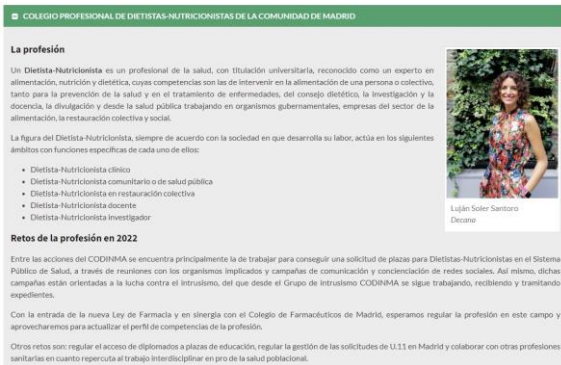 COLEGIO PROFESIONAL DE DIETISTAS-NUTRICIONISTAS DE LA COMUNIDAD DE MADRID
La profesión
Un Dietista-Nutricionista es un profesional de la salud, con titulación universitaria, reconocido como un experto en
alimentación, nutrición y dietética, cuyas competencias son las de intervenir en la alimentación de una persona o colectivo,
tanto para la prevención de la salud y en el tratamiento de enfermedades, del consejo dietético, la investigación y la
docencia, la divulgación y desde la salud pública trabajando en organismos gubernamentales, empresas del sector de la
alimentación, la restauración colectiva y social.
La figura del Dietista-Nutricionista, siempre de acuerdo con la sociedad en que desarrolla su labor, actúa en los siguientes
ámbitos con funciones específicas de cada uno de ellos:
• Dietista-Nutricionista clínico
• Dietista-Nutricionista comunitario o de salud pública
• Dietista-Nutricionista en restauración colectiva
• Dietista-Nutricionista docente
• Dietista-Nutricionista investigador
Luján Soler Santoro
Decana
Retos de la profesión en 2022
Entre las acciones del CODINMA se encuentra principalmente la de trabajar para conseguir una solicitud de plazas para Dietistas-Nutricionistas en el Sistema
Público de Salud, a través de reuniones con los organismos implicados y campañas de comunicación y concienciación de redes sociales. Así mismo, dichas
campañas están orientadas a la lucha contra el intrusismo, del que desde el Grupo de intrusismo CODINMA se sigue trabajando, recibiendo y tramitando
expedientes.
Con la entrada de la nueva Ley de Farmacia y en sinergia con el Colegio de Farmacéuticos de Madrid, esperamos regular la profesión en este campo y
aprovecharemos para actualizar el perfil de competencias de la profesión.
Otros retos son: regular el acceso de diplomados a plazas de educación, regular la gestión de las solicitudes de U.11 en Madrid y colaborar con otras profesiones
sanitarias en cuanto repercuta al trabajo interdisciplinar en pro de la salud poblacional.